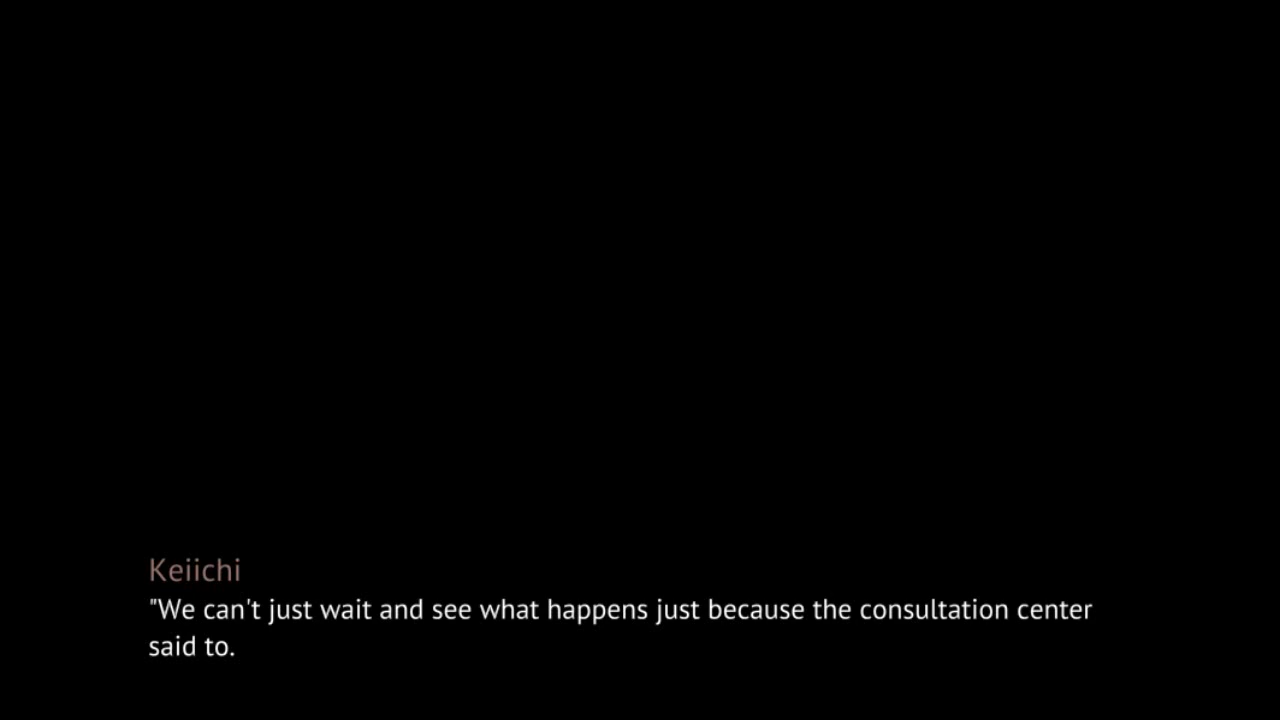 Keiichi
"We can't just wait and see what happens just because the consultation center
said to.